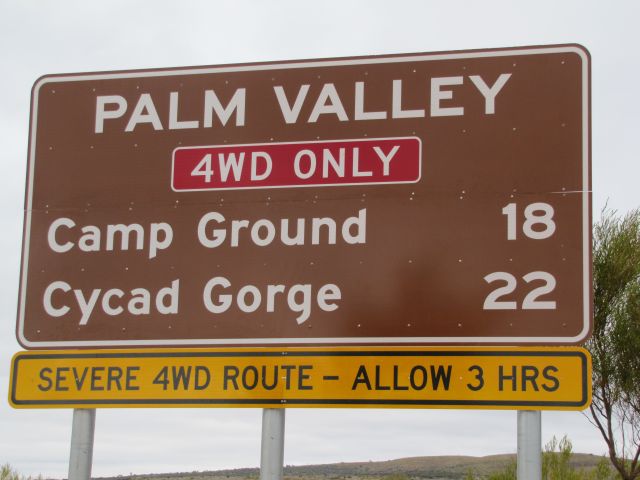 PALM VALLEY
4WD ONLY
Camp Ground 18
Cycad Gorge 22
SEVERE 4WD ROUTE – ALLOW 3 HRS